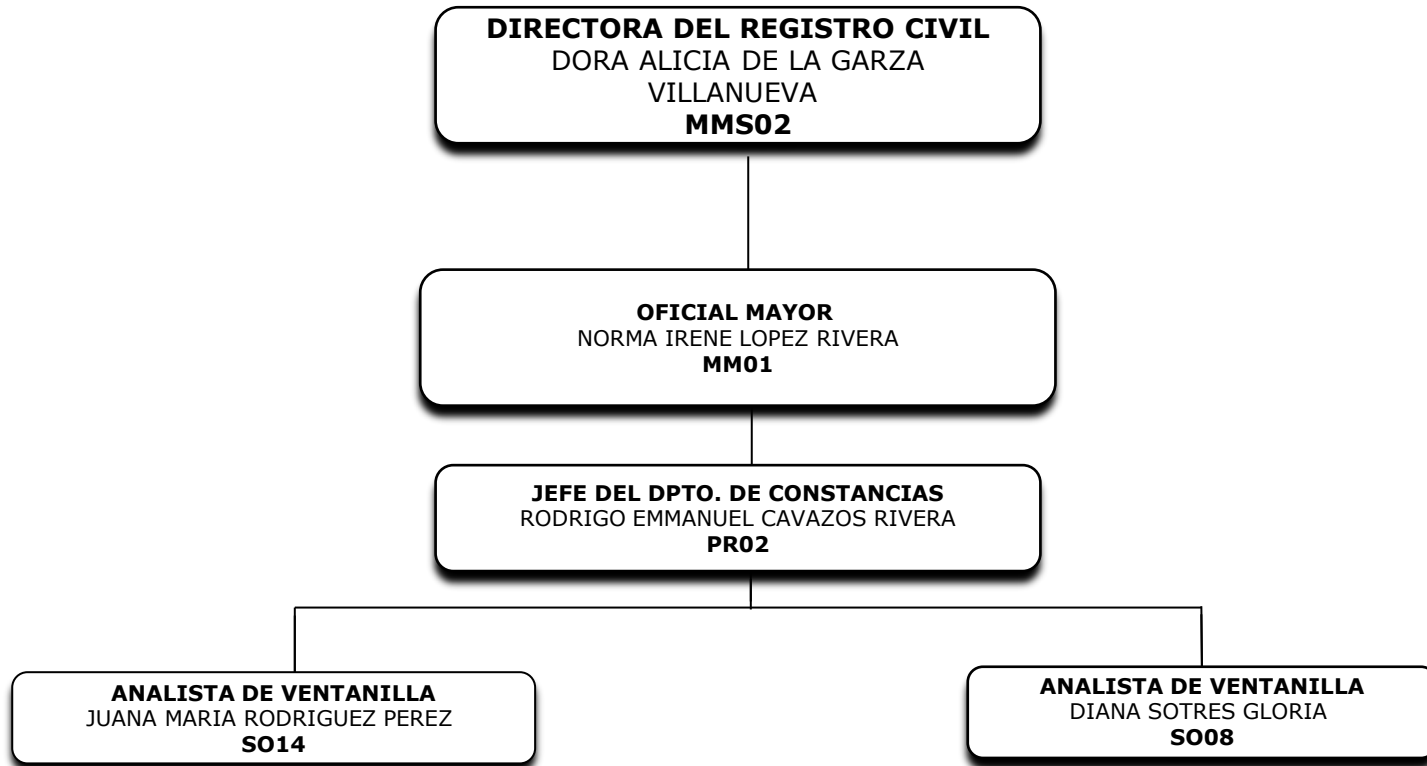 DIRECTORA DEL REGISTRO CIVIL
DORA ALICIA DE LA GARZA
VILLANUEVA
MMS02
OFICIAL MAYOR
NORMA IRENE LOPEZ RIVERA
MM01
JEFE DEL DPTO. DE CONSTANCIAS
RODRIGO EMMANUEL CAVAZOS RIVERA
PR02
ANALISTA DE VENTANILLA
JUANA MARIA RODRIGUEZ PEREZ
SO14
ANALISTA DE VENTANILLA
DIANA SOTRES GLORIA
SO08